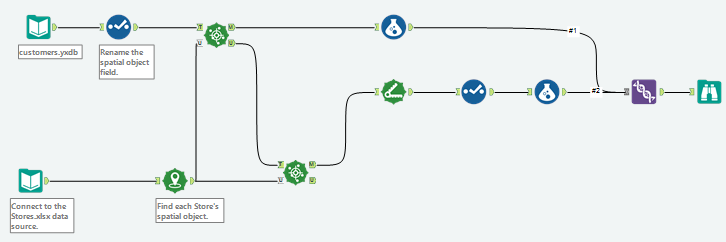 #1
T
M
U
U
customers.yxdb
Rename the
spatial object
field.
#2
T
M
U
U
Connect to the
Stores.xlsx data
source.
Find each Store's
spatial object.